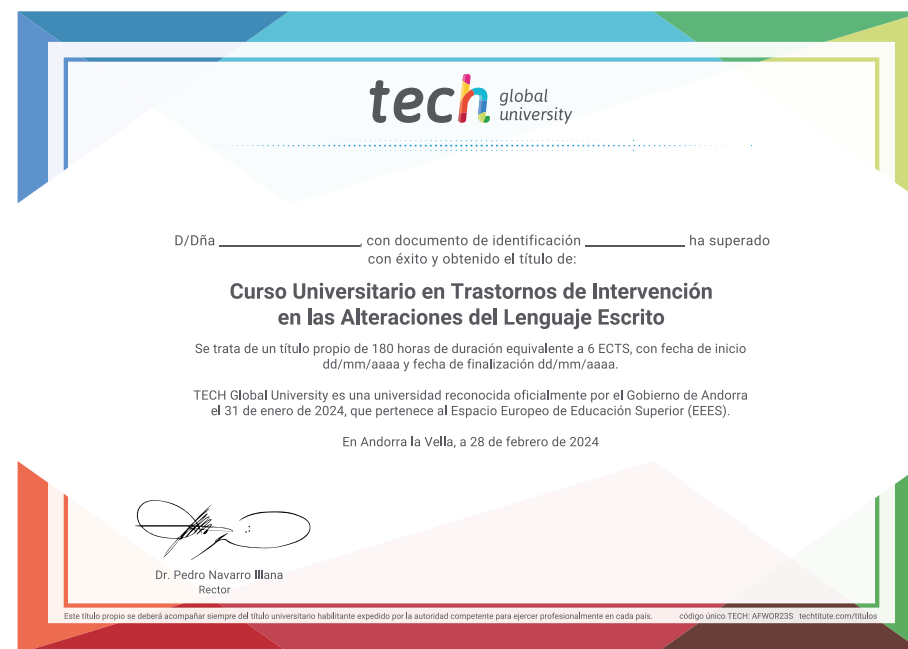 tech global university
D/Dña ____________________, con documento de identificación ______________ ha superado
con éxito y obtenido el título de:
Curso Universitario en Trastornos de Intervención
en las Alteraciones del Lenguaje Escrito
Se trata de un título propio de 180 horas de duración equivalente a 6 ECTS, con fecha de inicio
dd/mm/aaaa y fecha de finalización dd/mm/aaaa.
TECH Global University es una universidad reconocida oficialmente por el Gobierno de Andorra
el 31 de enero de 2024, que pertenece al Espacio Europeo de Educación Superior (EEES).
En Andorra la Vella, a 28 de febrero de 2024
Dr. Pedro Navarro Illana
Rector
Este título propio se deberá acompañar siempre del título universitario habilitante expedido por la autoridad competente para ejercer profesionalmente en cada país. código único TECH: AFWOR23S techtitute.com/titulos